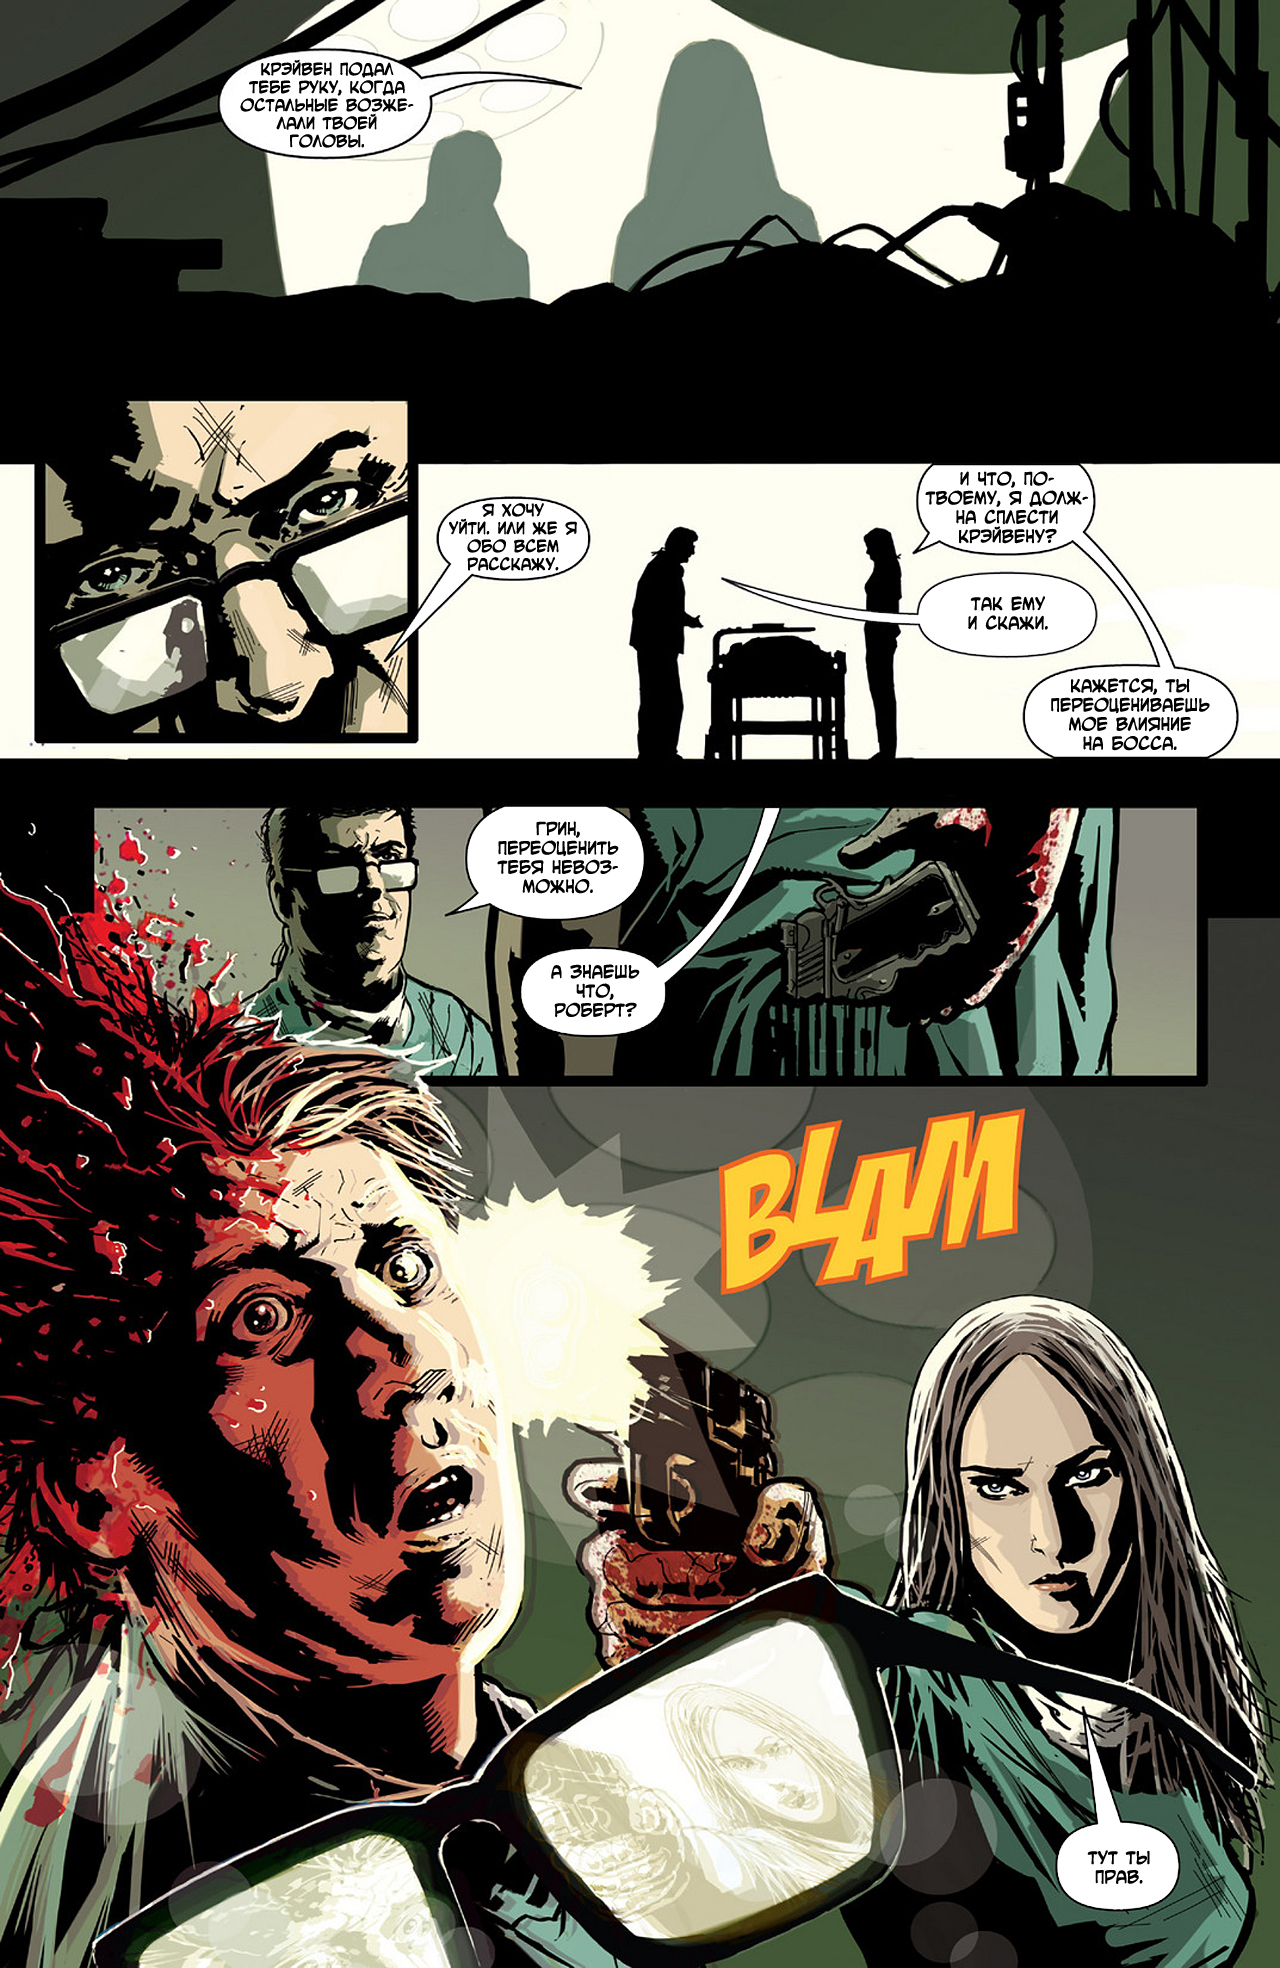 КРЭЙВЕН ПОДАЛ
ТЕБЕ РУКУ, КОГДА
ОСТАЛЬНЫЕ ВОЗЖЕ-
ЛАЛИ ТВОЕЙ
ГОЛОВЫ.
Я ХОЧУ
УЙТИ. ИЛИ ЖЕ Я
ОБО ВСЕМ
РАССКАЖУ.
И ЧТО, ПО-
ТВОЕМУ, Я ДОЛЖ-
НА СПЛЕСТИ
КРЭЙВЕНУ?
ТАК ЕМУ
И СКАЖИ.
КАЖЕТСЯ, ТЫ
ПЕРЕОЦЕНИВАЕШЬ
МОЕ ВЛИЯНИЕ
НА БОССА.
ГРИН,
ПЕРЕОЦЕНИТЬ
ТЕБЯ НЕВОЗ-
МОЖНО.
А ЗНАЕШЬ
ЧТО,
РОБЕРТ?
BLAM
15
ТУТ ТЫ
ПРАВ.